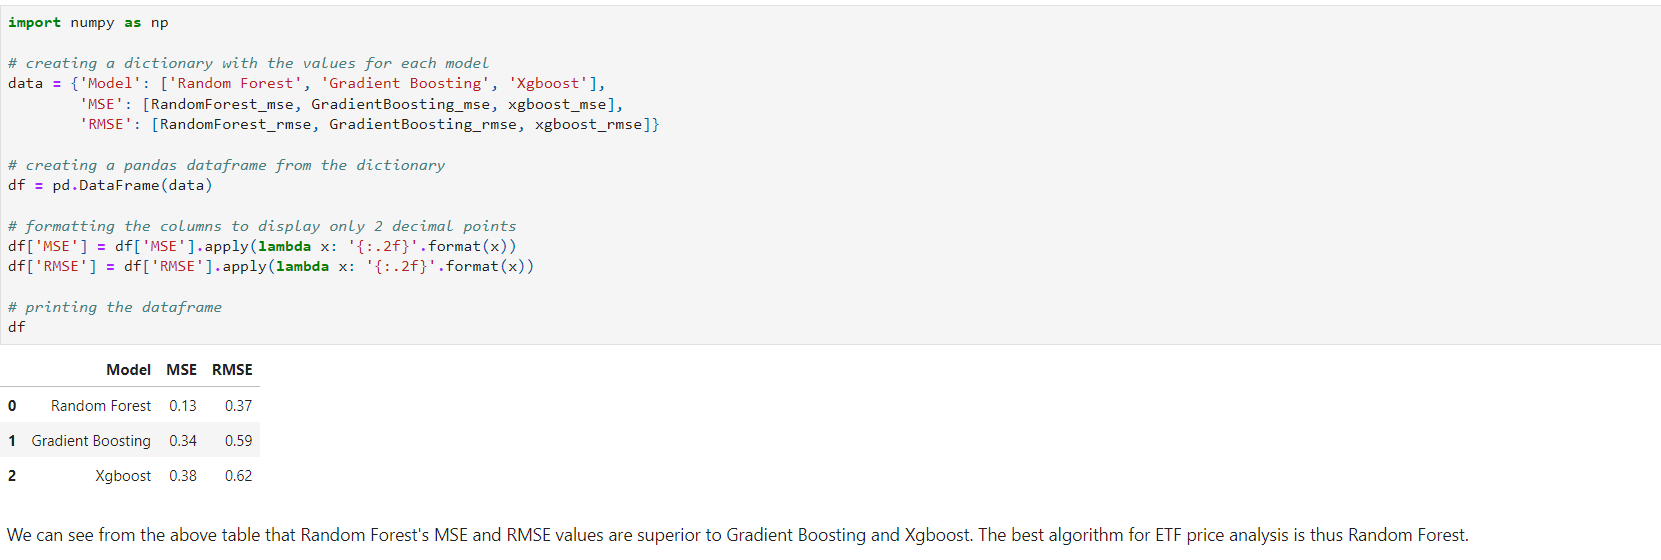 import numpy as np
# creating a dictionary with the values for each model
data = {'Model': ['Random Forest', 'Gradient Boosting', 'Xgboost'],
        'MSE': [RandomForest_mse, GradientBoosting_mse, xgboost_mse],
        'RMSE': [RandomForest_rmse, GradientBoosting_rmse, xgboost_rmse]}
# creating a pandas dataframe from the dictionary
df = pd.DataFrame(data)
# formatting the columns to display only 2 decimal points
df['MSE'] = df['MSE'].apply(lambda x: '{:.2f}'.format(x))
df['RMSE'] = df['RMSE'].apply(lambda x: '{:.2f}'.format(x))
# printing the dataframe
df
Model MSE RMSE
0 Random Forest 0.13 0.37
1 Gradient Boosting 0.34 0.59
2 Xgboost 0.38 0.62
We can see from the above table that Random Forest's MSE and RMSE values are superior to Gradient Boosting and Xgboost. The best algorithm for ETF price analysis is thus Random Forest.